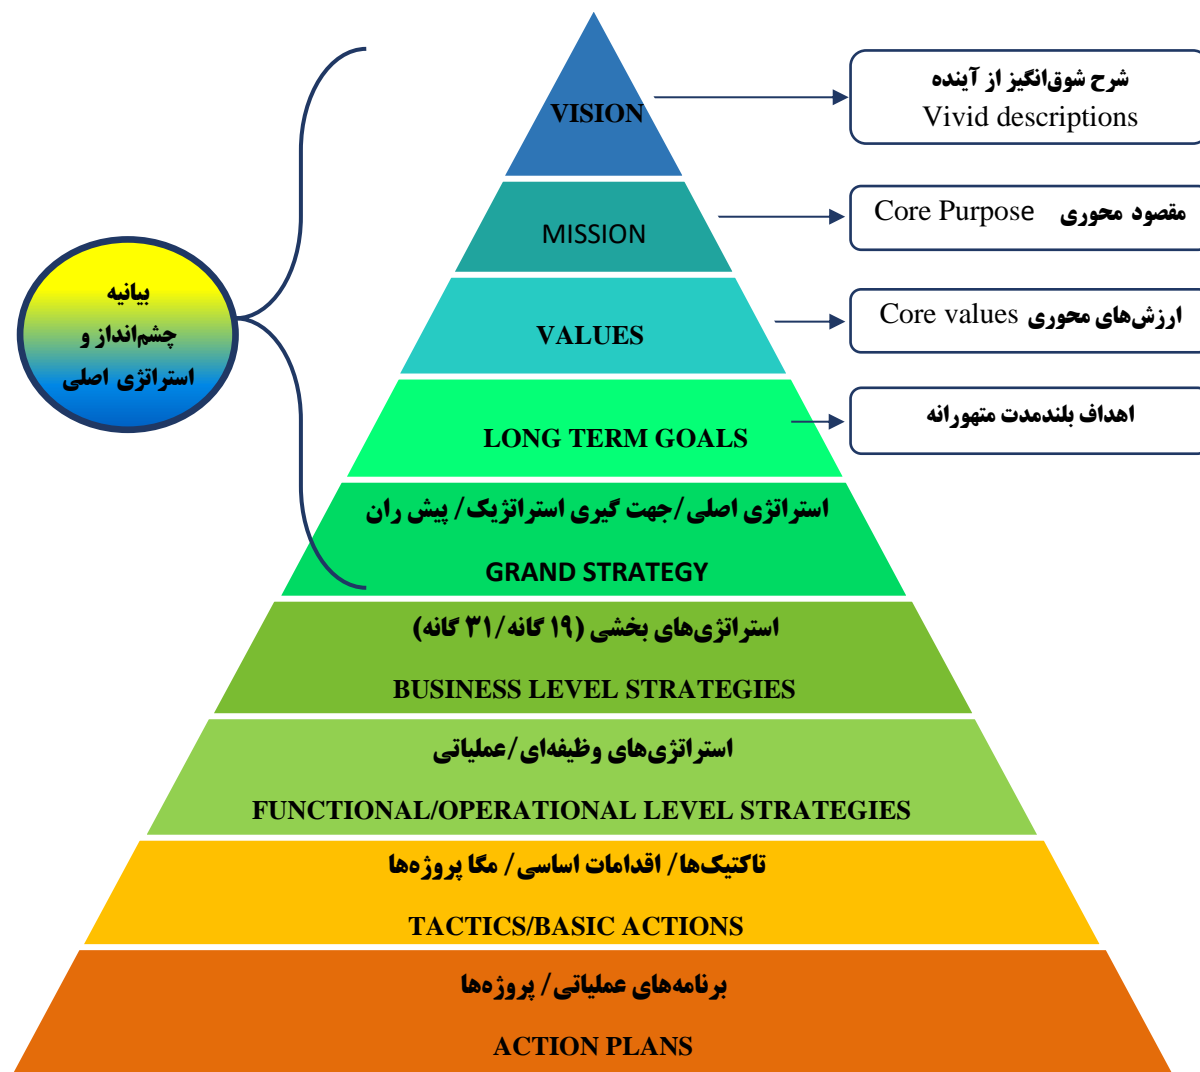 شرح شوق‌انگیز از آینده
Vivid descriptions
VISION
مقصود محوری Core Purpose
MISSION
ارزش‌های محوری Core values
VALUES
بیانیه
چشم‌انداز و
استراتژی اصلی
اهداف بلندمدت متهورانه
LONG TERM GOALS
استراتژی اصلی/جهت گیری استراتژیک/ پیش ران
GRAND STRATEGY
استراتژی‌های بخشی (۱۹ گانه/۳۱ گانه)
BUSINESS LEVEL STRATEGIES
استراتژی‌های وظیفه‌ای/عملیاتی
FUNCTIONAL/OPERATIONAL LEVEL STRATEGIES
تاکتیک‌ها/ اقدامات اساسی/ مگا پروژه‌ها
TACTICS/BASIC ACTIONS
برنامه‌های عملیاتی/ پروژه‌ها
ACTION PLANS